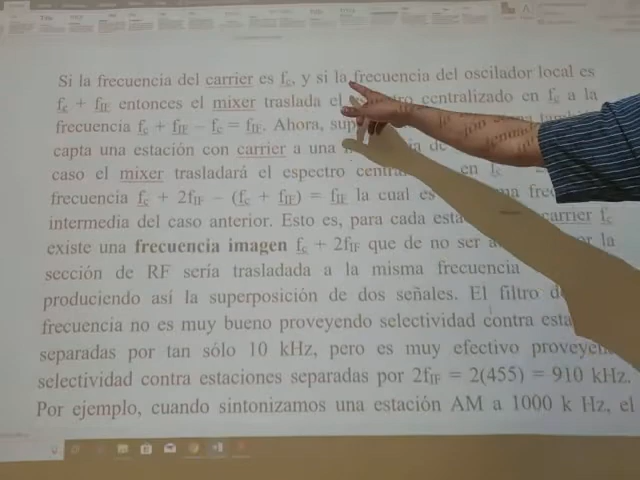 Si la frecuencia del carrier es fc, y si la frecuencia del oscilador local es
fc + fIF entonces el mixer traslada el centralizado en fc a la
frecuencia fc + fIF – fc = fIF. Ahora,
capta una estación con carrier a una de
caso el mixer trasladará el espectro en fc
frecuencia fc + 2fIF – (fc + fIF) = fIF la cual es
intermedia del caso anterior. Esto es, para cada carrier fc
existe una frecuencia imagen fc + 2fIF que de no ser la
sección de RF sería trasladada a la misma frecuencia
produciendo así la superposición de dos señales. El filtro
frecuencia no es muy bueno proveyendo selectividad contra
separadas por tan sólo 10 kHz, pero es muy efectivo
selectividad contra estaciones separadas por 2fIF = 2(455) = 910 kHz.
Por ejemplo, cuando sintonizamos una estación AM a 1000 k Hz, el